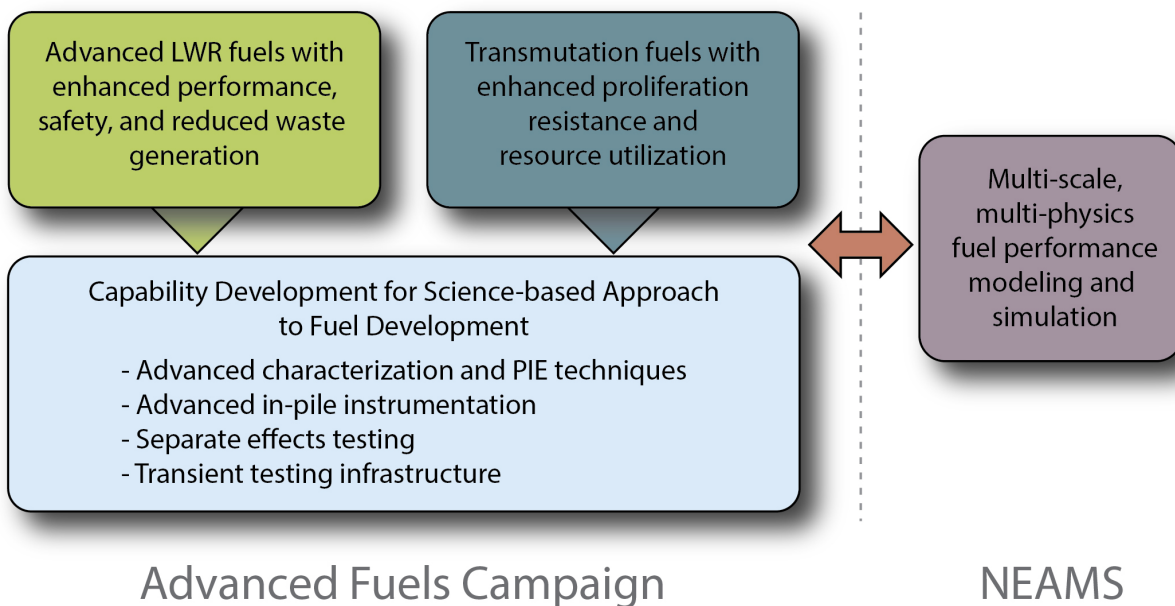 Advanced LWR fuels with
enhanced performance,
safety, and reduced waste
generation
Transmutation fuels with
enhanced proliferation
resistance and
resource utilization
Multi-scale,
multi-physics
fuel performance
modeling and
simulation
Capability Development for Science-based Approach
to Fuel Development
- Advanced characterization and PIE techniques
- Advanced in-pile instrumentation
- Separate effects testing
- Transient testing infrastructure
Advanced Fuels Campaign
NEAMS